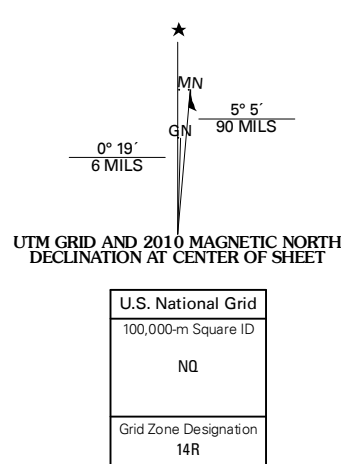 ★
MN
5° 5´
90 MILS
GN
0° 19´
6 MILS
UTM GRID AND 2010 MAGNETIC NORTH
DECLINATION AT CENTER OF SHEET
U.S. National Grid
100,000-m Square ID
NQ
Grid Zone Designation
14R